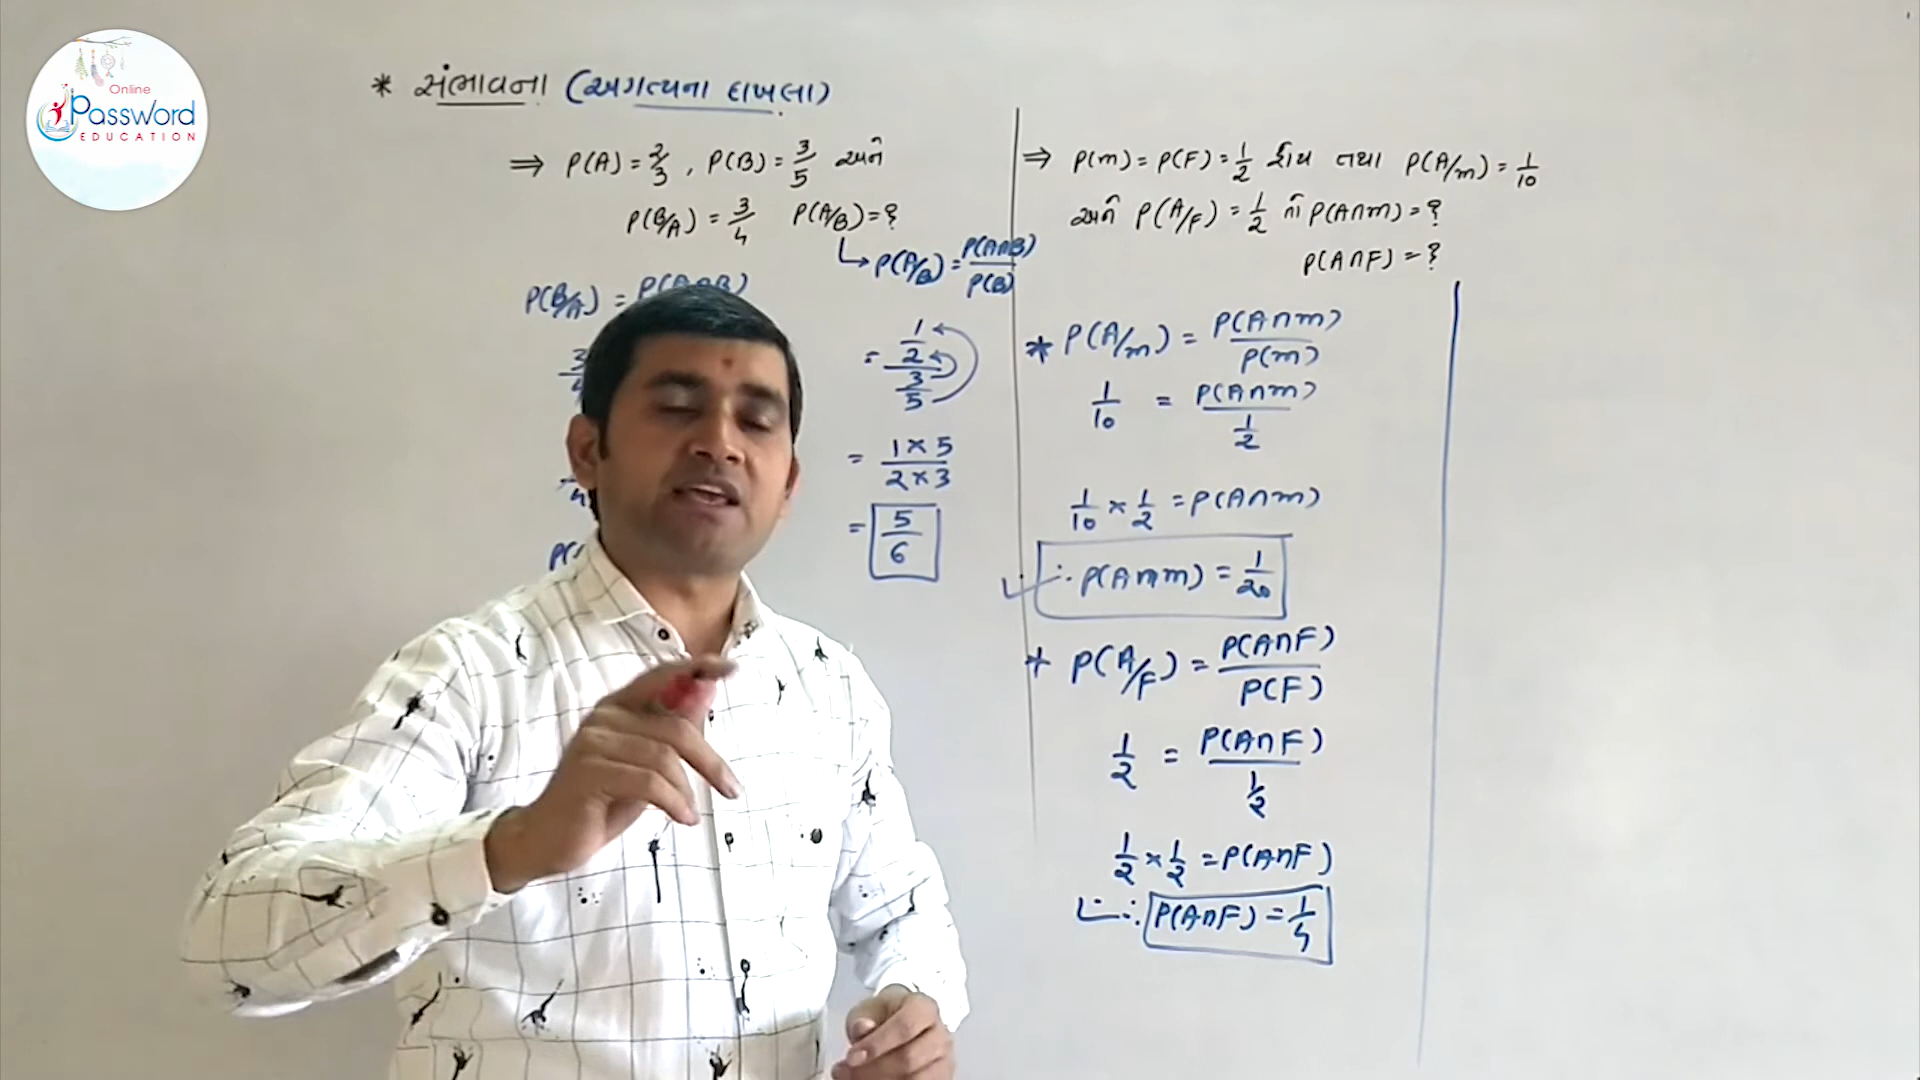 Online
Password
EDUCATION
* સંભાવના (અગત્યના દાખલા)
⇒ P(A) = 2/3 , P(B) = 3/5 અને
P(B/A) = 3/4 P(A/B) = ?
↳ P(A/B) = P(A∩B)/P(B)
P(B/A) = P(A∩B)
= 1/2 / 3/5
= 1 × 5 / 2 × 3
= 5/6
⇒ P(m) = P(F) = 1/2 હોય તથા P(A/m) = 1/10
અને P(A/F) = 1/2 તો P(A∩m) = ?
P(A∩F) = ?
* P(A/m) = P(A∩m)/P(m)
1/10 = P(A∩m) / 1/2
1/10 × 1/2 = P(A∩m)
∴ P(A∩m) = 1/20
* P(A/F) = P(A∩F)/P(F)
1/2 = P(A∩F) / 1/2
1/2 × 1/2 = P(A∩F)
∴ P(A∩F) = 1/4